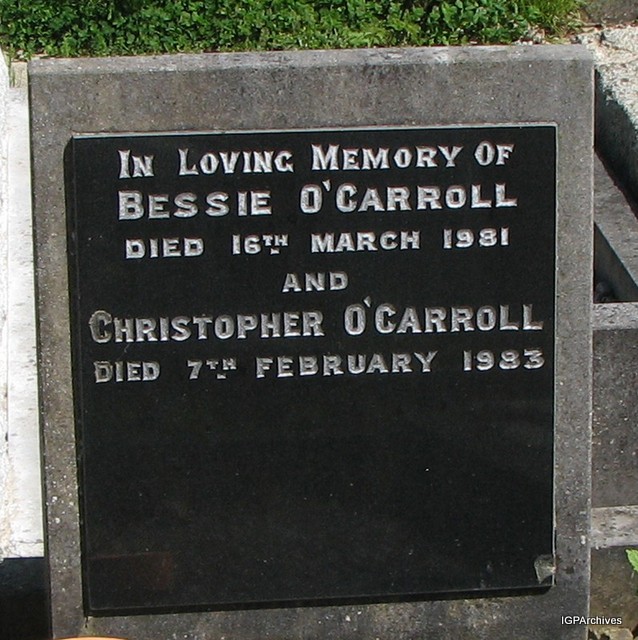 In Loving Memory Of
Bessie O'Carroll
DIED 16TH MARCH 1981
AND
Christopher O'Carroll
DIED 7TH FEBRUARY 1983
IGPArchives